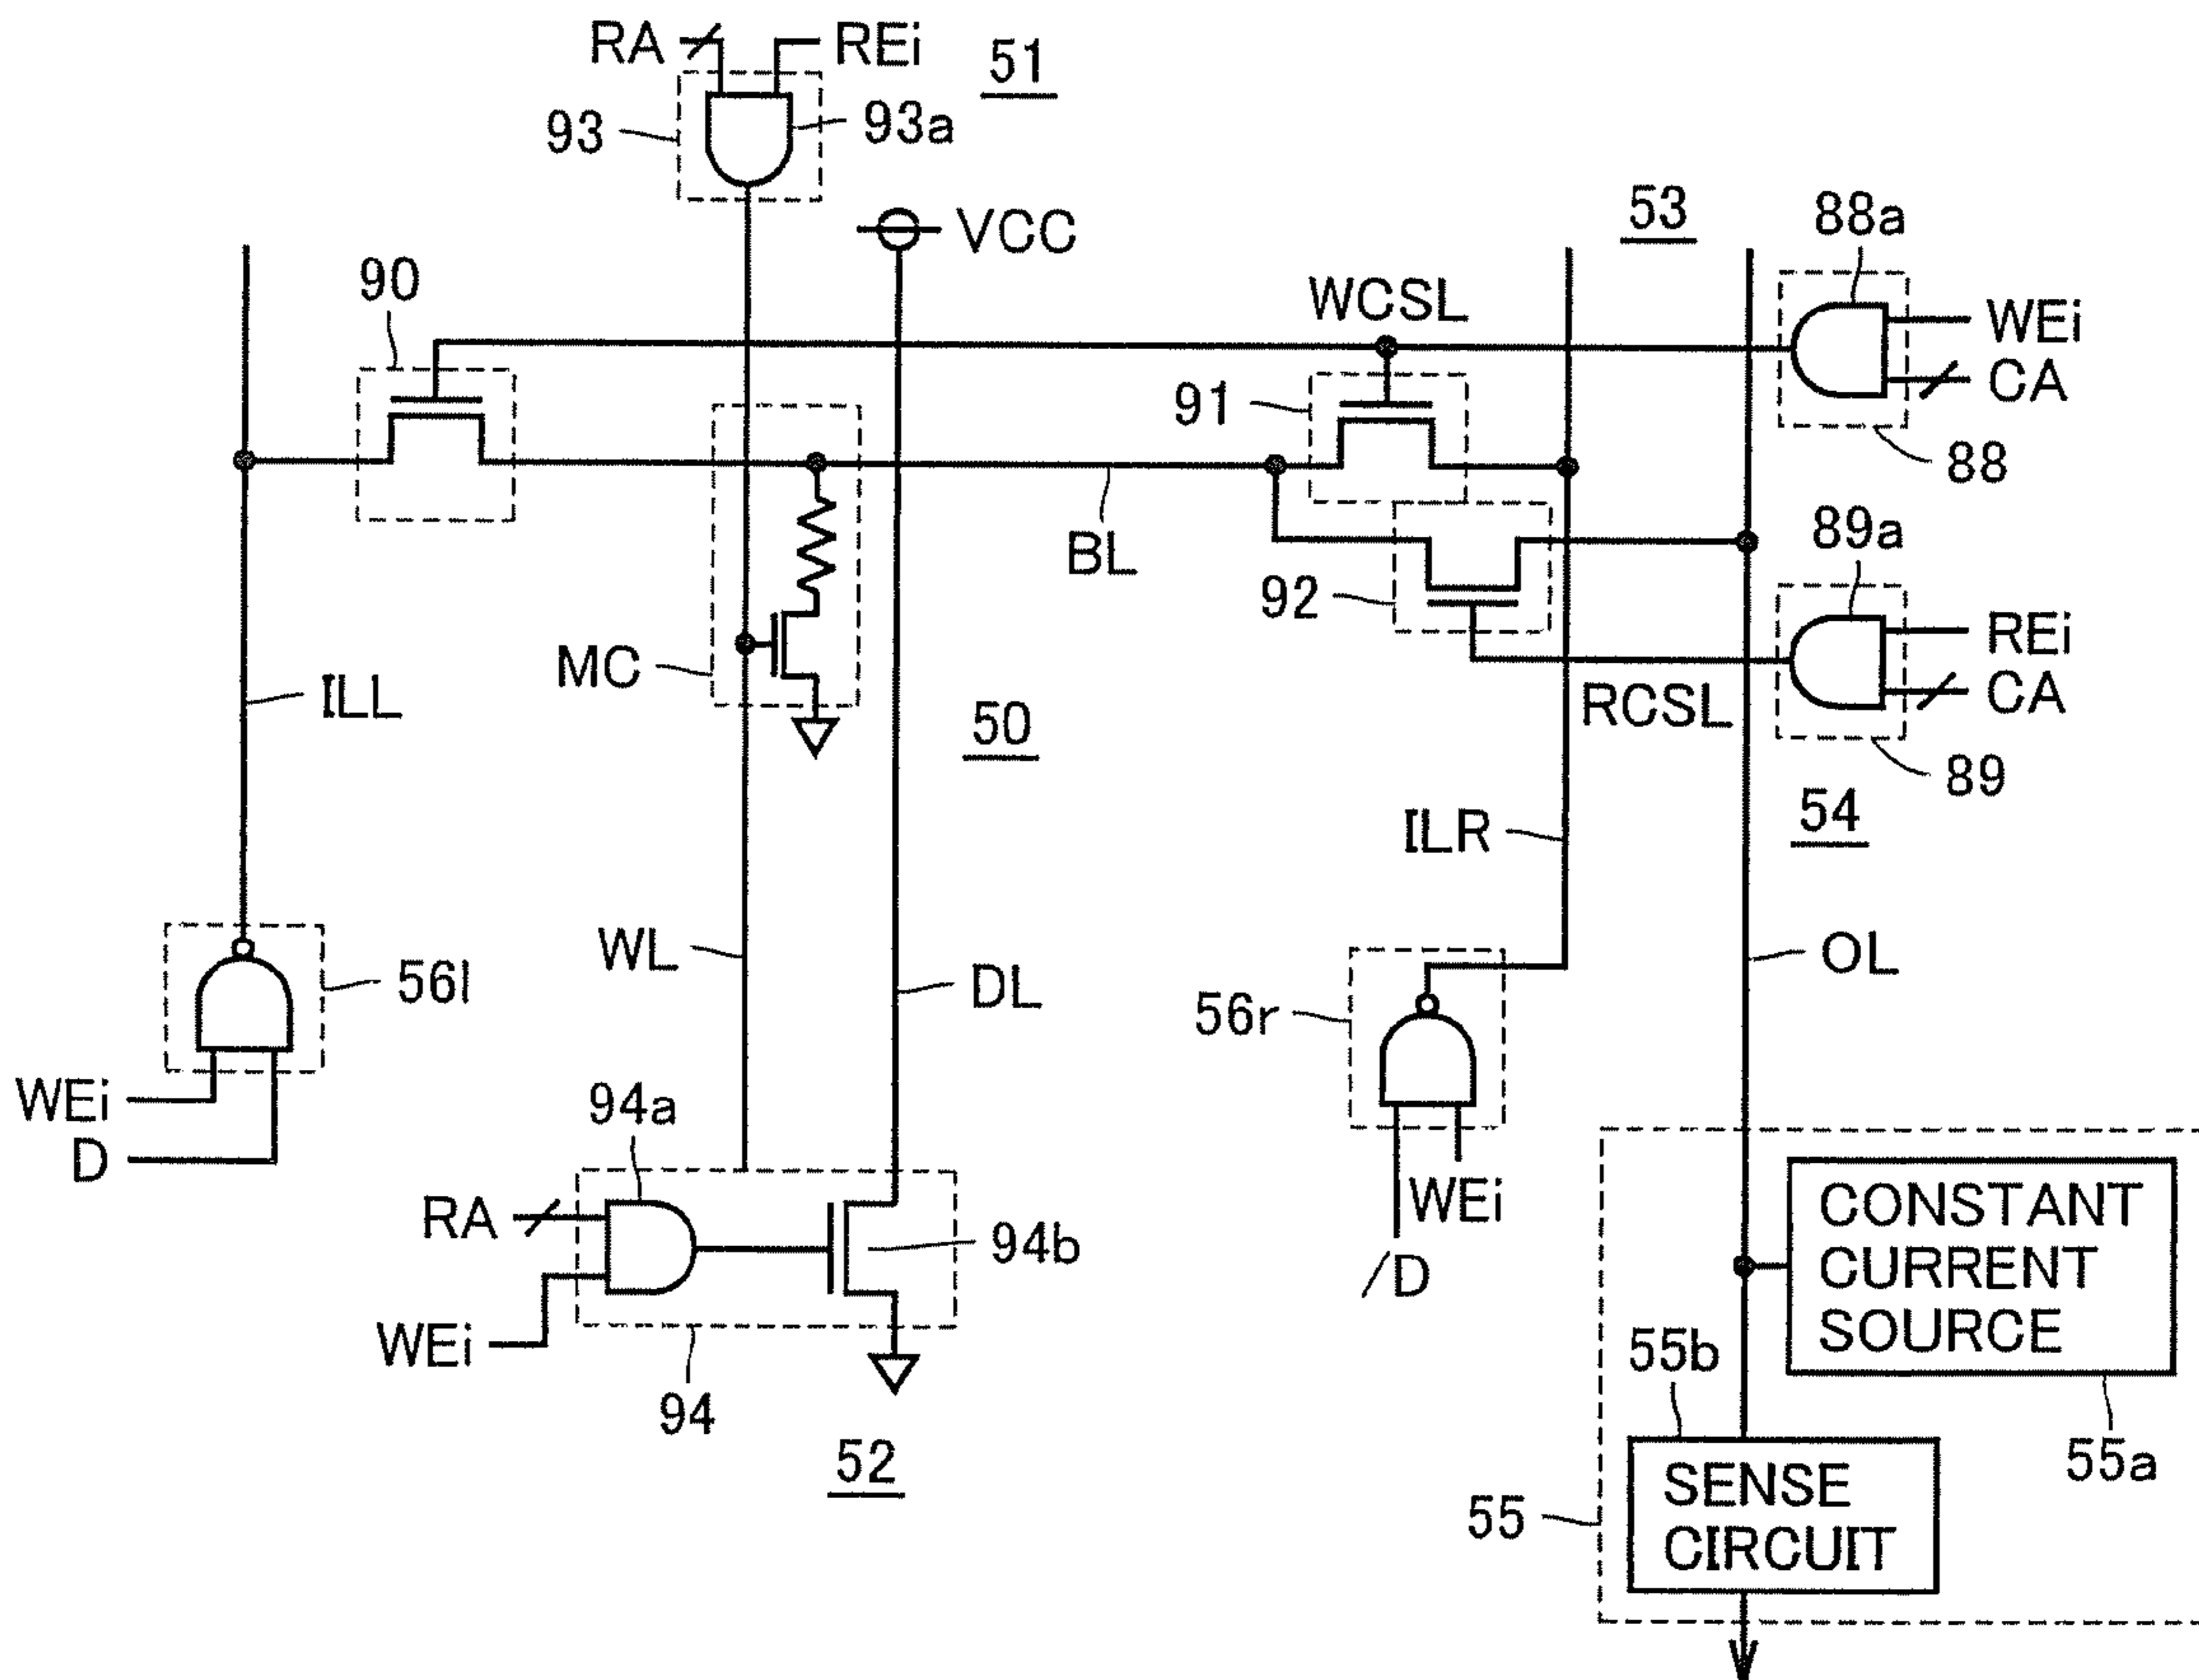 RA
REi
51
93
93a
VCC
53
88a
90
WCSL
WEi
CA
91
88
BL
92
89a
REi
CA
MC
RCSL
ILL
50
89
54
ILR
WL
DL
OL
56l
56r
WEi
D
94a
RA
94b
WEi
/D
CONSTANT
CURRENT
SOURCE
WEi
94
55b
55a
52
55
SENSE
CIRCUIT